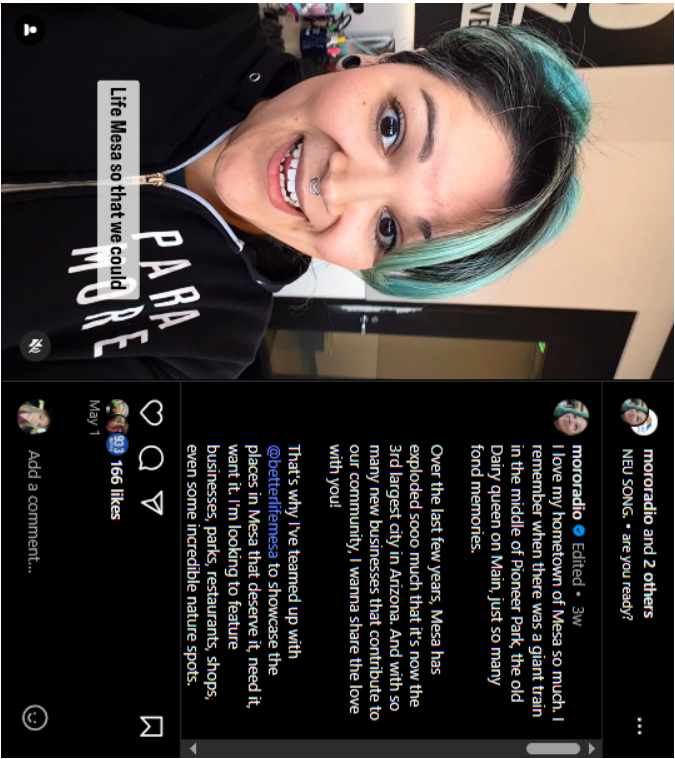 Life Mesa so that we could
PARA
MORE
mororadio and 2 others
NEU SONG. • are you ready?
mororadio Edited • 3w
I love my hometown of Mesa so much. I
remember when there was a giant train
in the middle of Pioneer Park, the old
Dairy queen on Main, just so many
fond memories.
Over the last few years, Mesa has
exploded sooo much that it's now the
3rd largest city in Arizona. And with so
many new businesses that contribute to
our community, I wanna share the love
with you!
That's why I've teamed up with
@betterlifemesa to showcase the
places in Mesa that deserve it, need it,
want it. I'm looking to feature
businesses, parks, restaurants, shops,
even some incredible nature spots.
166 likes
May 1
Add a comment...